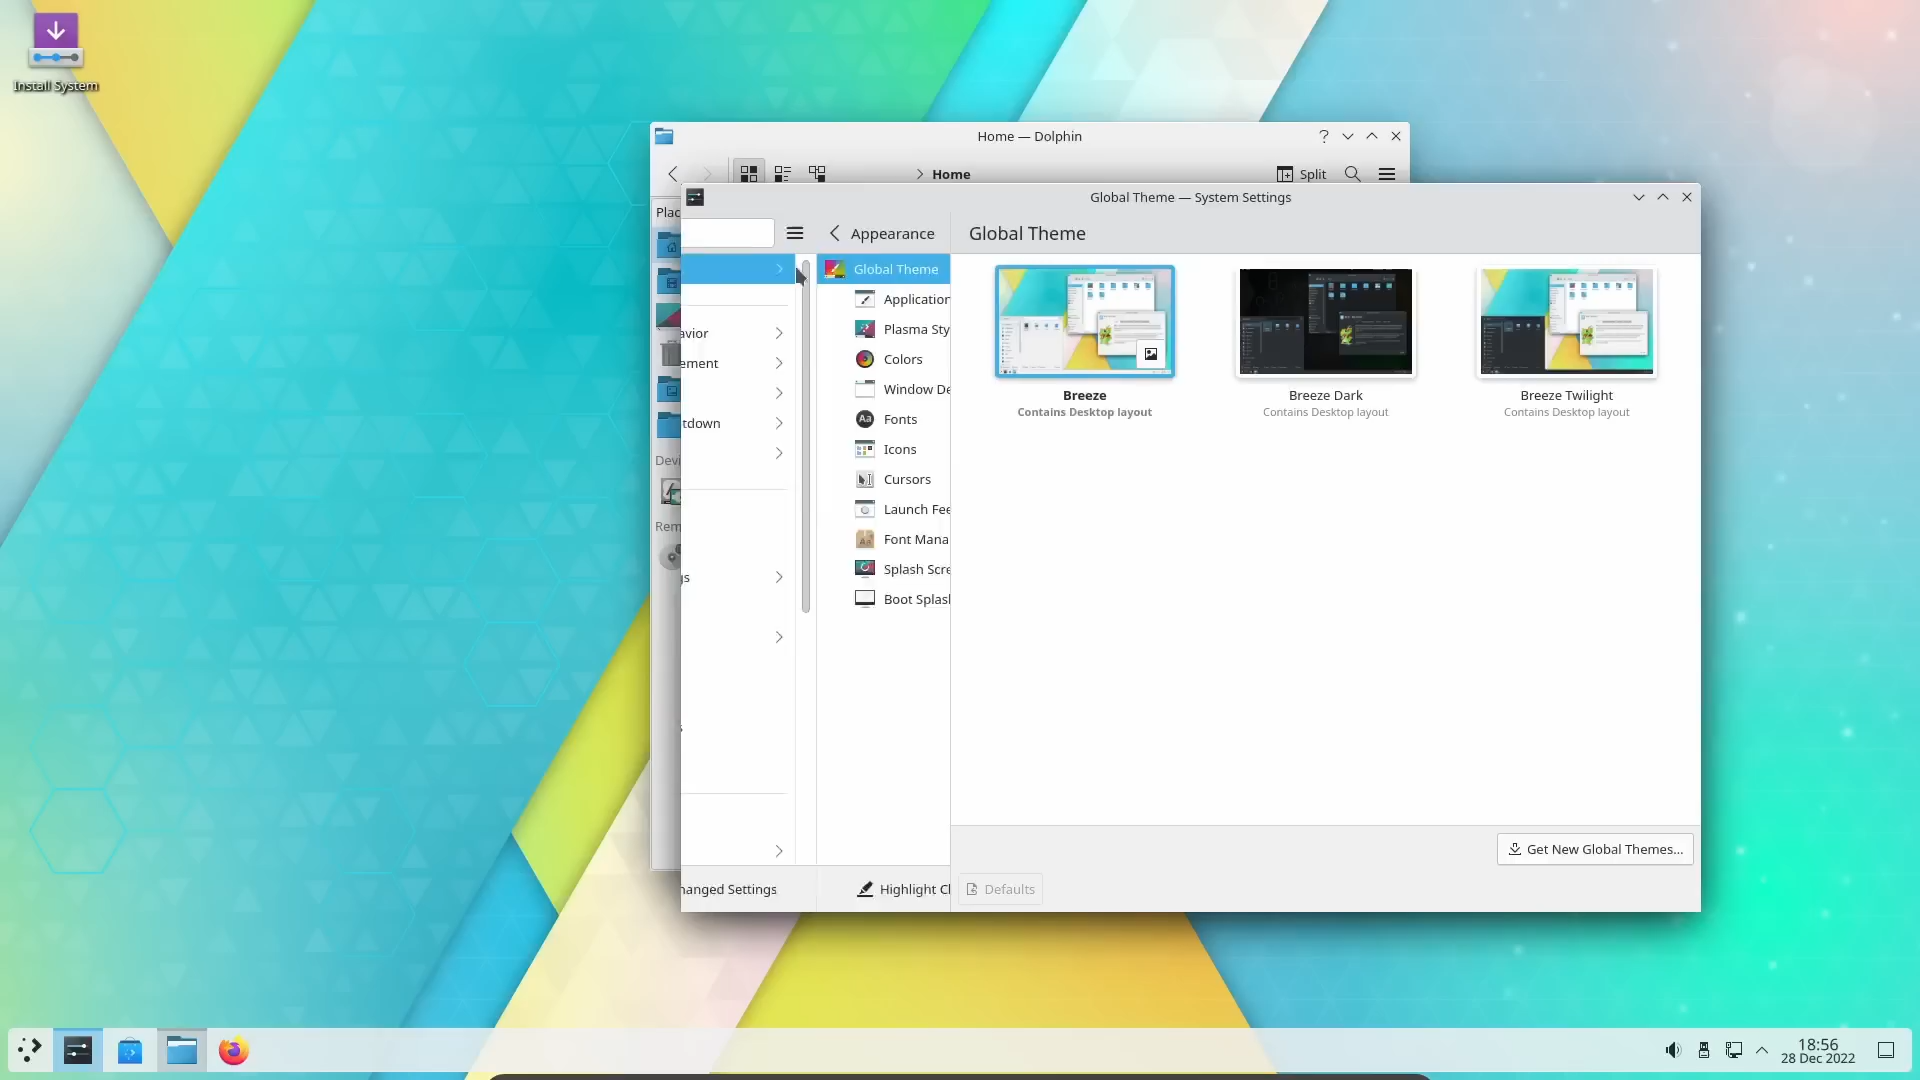 Install System
Home — Dolphin
Home
Split
Plac
Devi
Rem
Global Theme — System Settings
Appearance
Global Theme
avior
ement
tdown
gs
s
Global Theme
Application
Plasma Sty
Colors
Window De
Fonts
Icons
Cursors
Launch Fee
Font Mana
Splash Scre
Boot Splash
Breeze
Contains Desktop layout
Breeze Dark
Contains Desktop layout
Breeze Twilight
Contains Desktop layout
Get New Global Themes...
hanged Settings
Highlight Cl
Defaults
18:56
28 Dec 2022